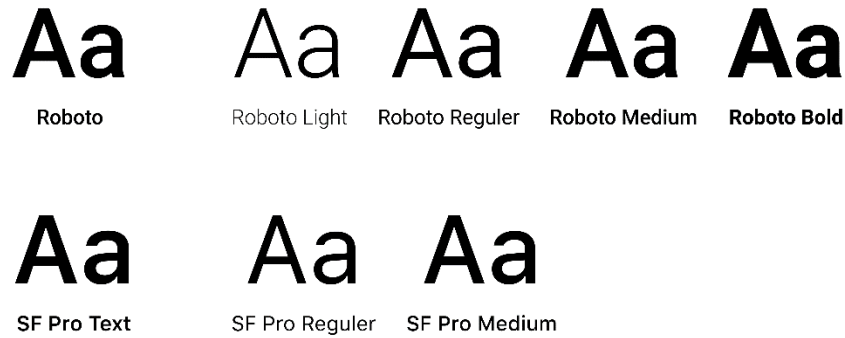 Aa Aa Aa Aa Aa
Roboto Roboto Light Roboto Reguler Roboto Medium Roboto Bold
Aa Aa Aa
SF Pro Text SF Pro Reguler SF Pro Medium